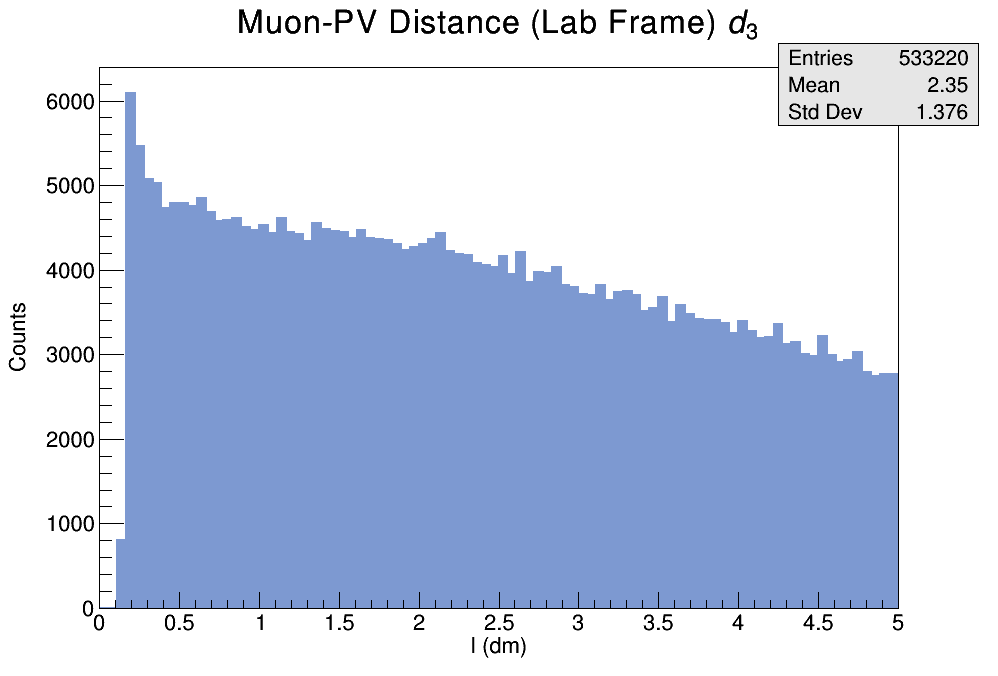 Muon-PV Distance (Lab Frame) d₃
Entries 533220
Mean 2.35
Std Dev 1.376
6000
5000
4000
3000
2000
1000
0
Counts
0 0.5 1 1.5 2 2.5 3 3.5 4 4.5 5
l (dm)